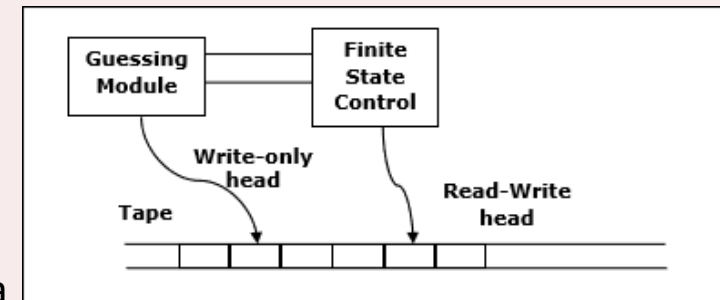 Guessing
Module
Finite
State
Control
Write-only
head
Read-Write
head
Tape